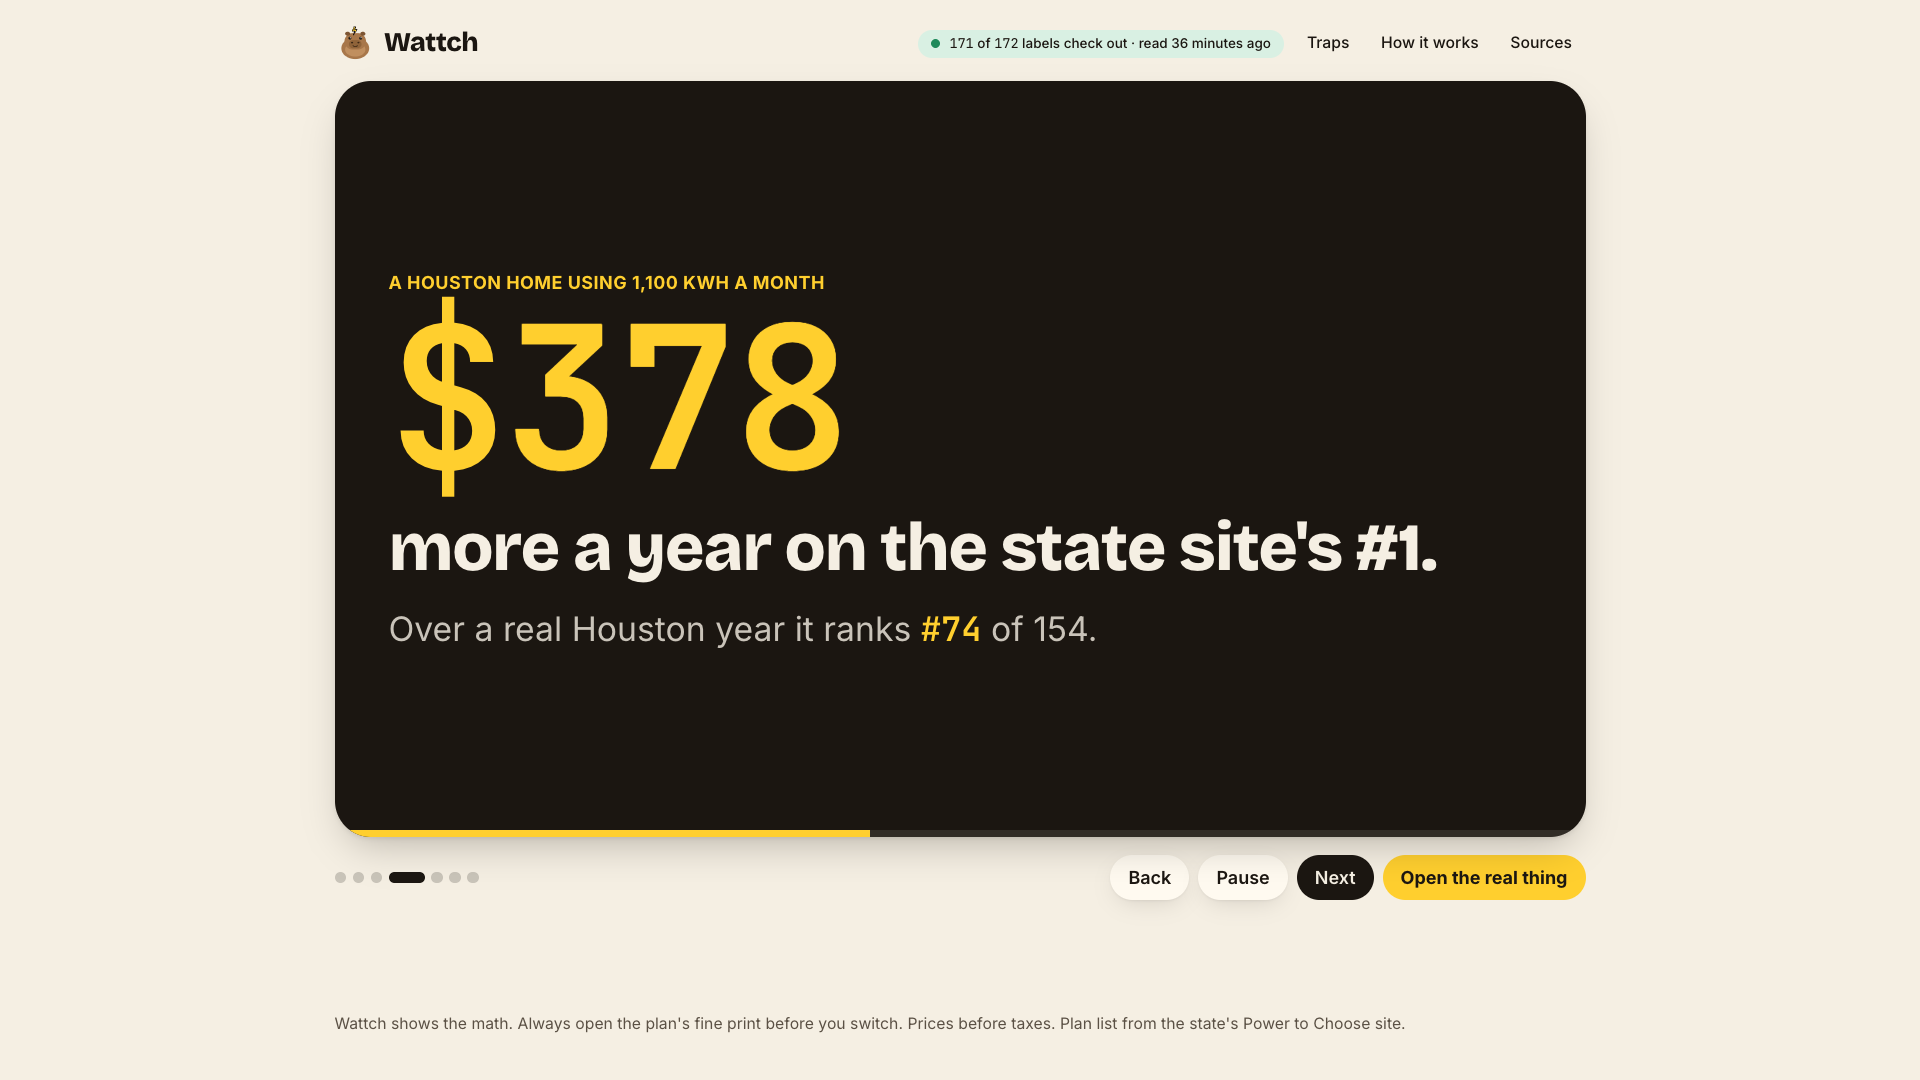 Wattch
171 of 172 labels check out · read 36 minutes ago
Traps
How it works
Sources
A HOUSTON HOME USING 1,100 KWH A MONTH
$378
more a year on the state site's #1.
Over a real Houston year it ranks #74 of 154.
Back
Pause
Next
Open the real thing
Wattch shows the math. Always open the plan's fine print before you switch. Prices before taxes. Plan list from the state's Power to Choose site.